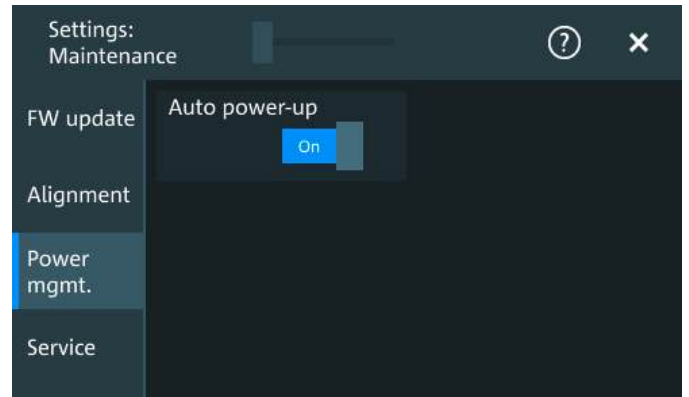 Settings:
Maintenance
?
FW update
Auto power-up
On
Alignment
Power
mgmt.
Service